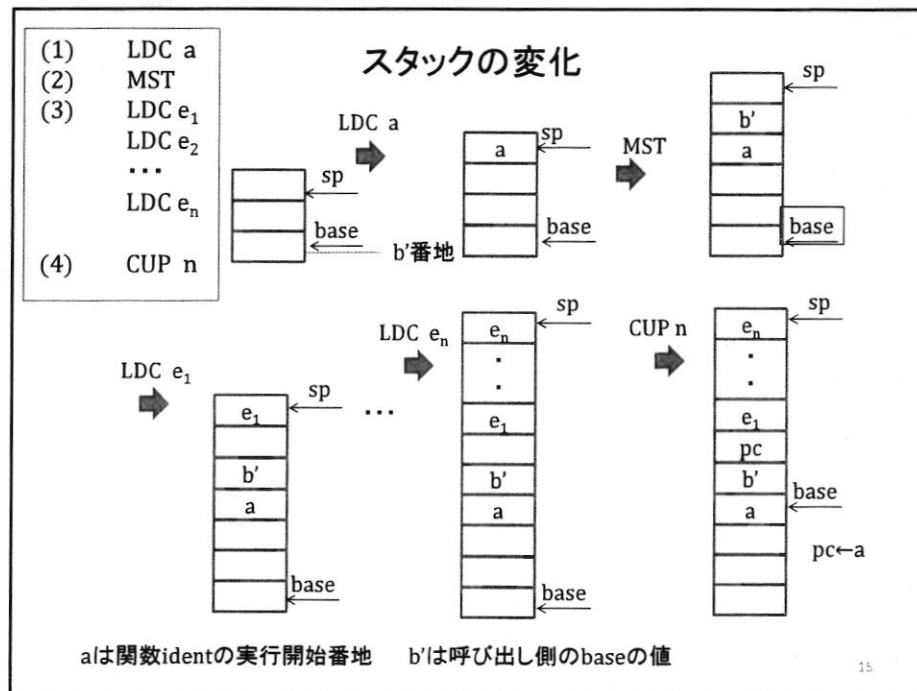 スタックの変化
(1) LDC a
(2) MST
(3) LDC e₁
LDC e₂
...
LDC eₙ
(4) CUP n
sp
base
b'番地
LDC a
a
sp
base
MST
sp
b'
a
base
LDC e₁
e₁
sp
b'
a
base
...
LDC eₙ
eₙ
sp
.
.
e₁
b'
a
base
CUP n
eₙ
sp
.
.
e₁
pc
b'
a
base
pc←a
aは関数identの実行開始番地 b'は呼び出し側のbaseの値
15